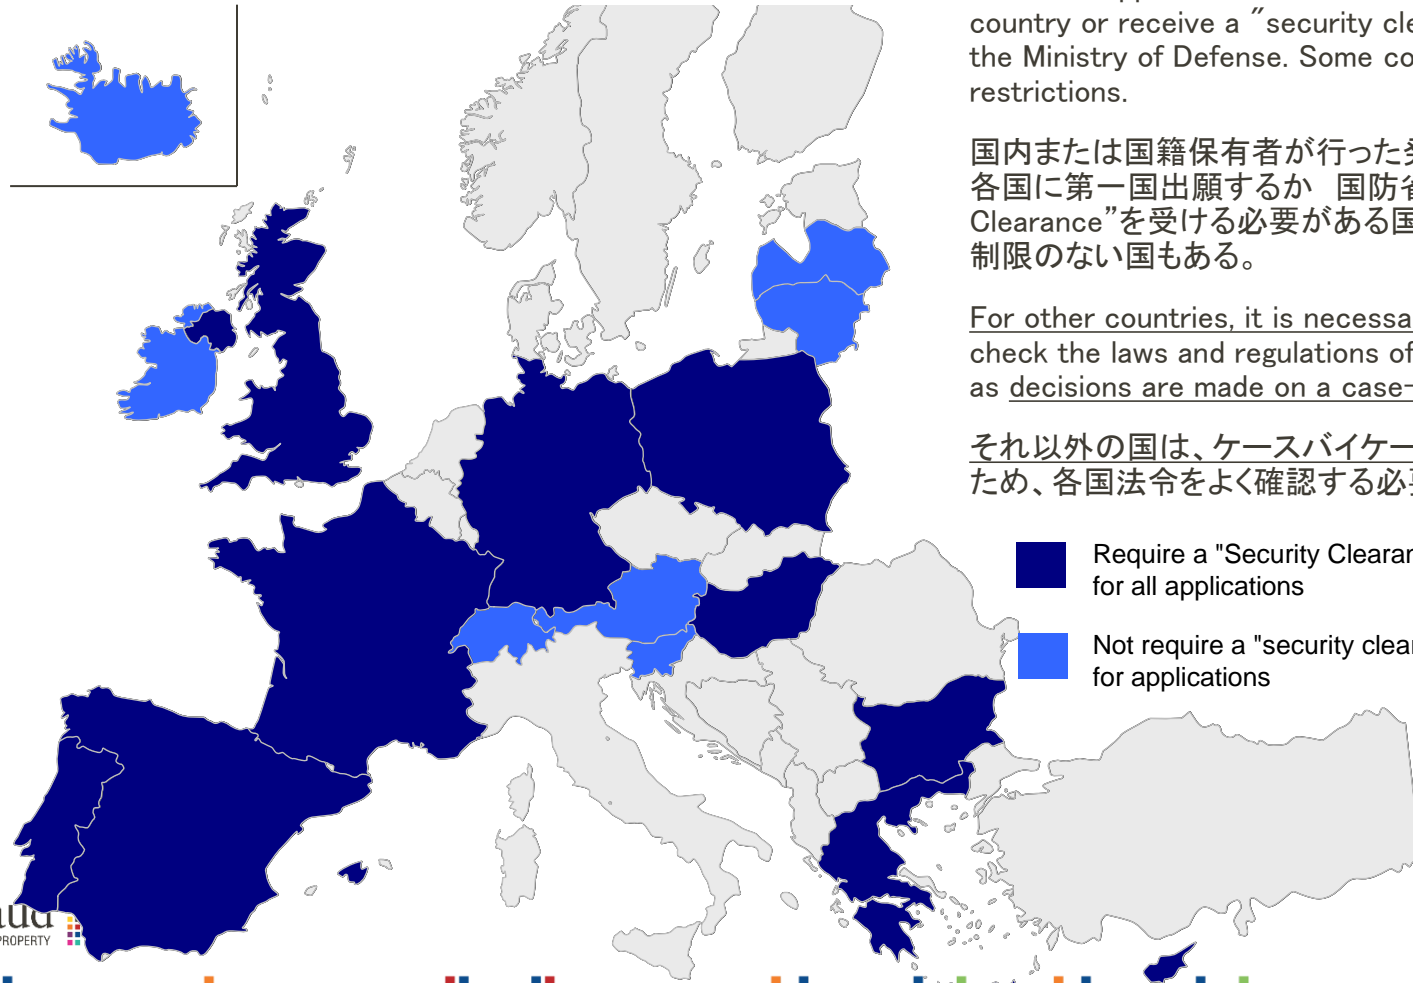 country or receive a "security cle
the Ministry of Defense. Some co
restrictions.
国内または国籍保有者が行った発
各国に第一国出願するか 国防省
Clearance”を受ける必要がある国
制限のない国もある。
For other countries, it is necessa
check the laws and regulations of
as decisions are made on a case-
それ以外の国は、ケースバイケー
ため、各国法令をよく確認する必要
Require a "Security Clearan
for all applications
Not require a "security clear
for applications
aud
PROPERTY